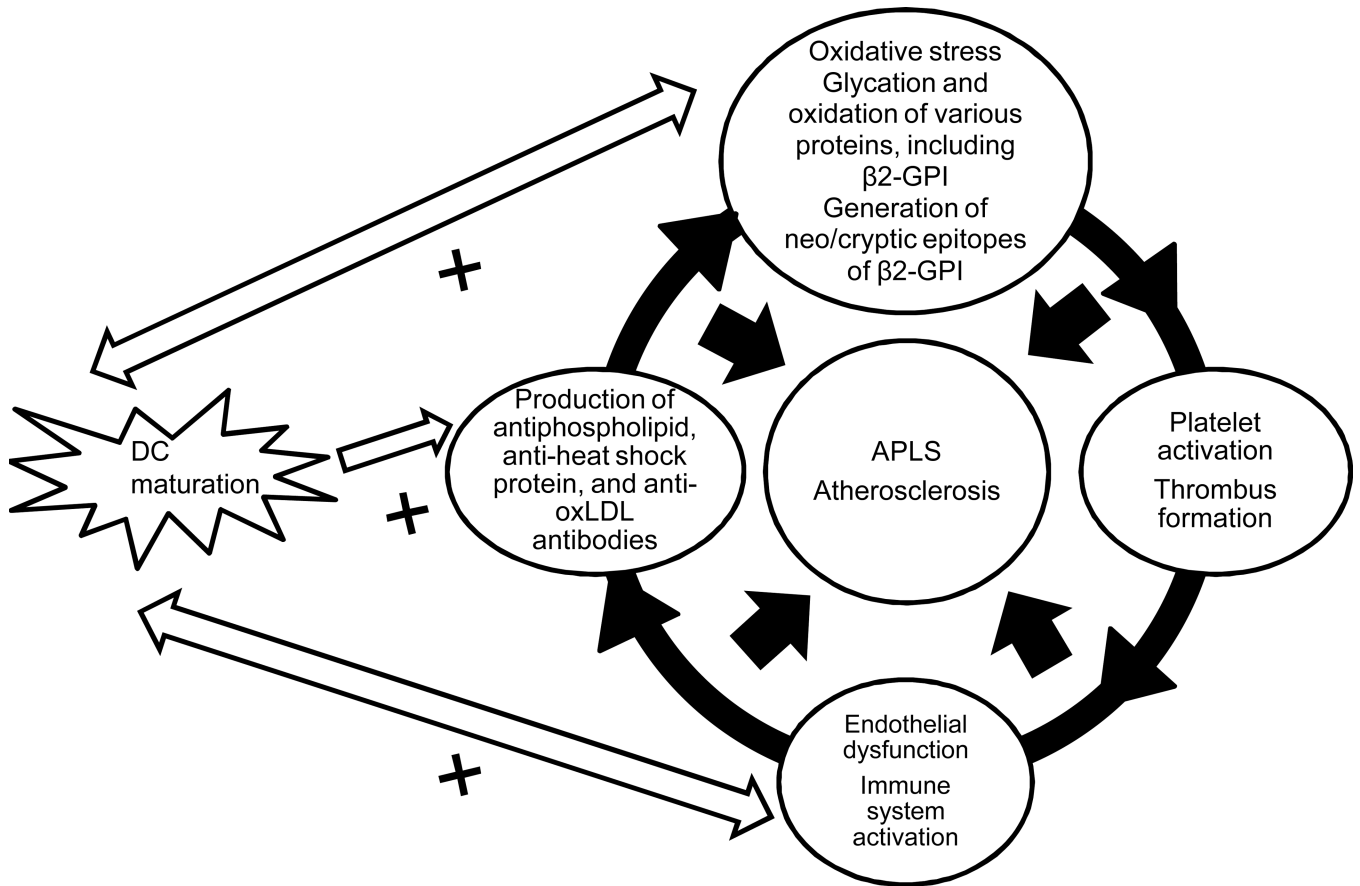 Oxidative stress
Glycation and
oxidation of various
proteins, including
β2-GPI
Generation of
neo/cryptic epitopes
of β2-GPI
+
DC
maturation
+
Production of
antiphospholipid,
anti-heat shock
protein, and anti-
oxLDL
antibodies
APLS
Atherosclerosis
Platelet
activation
Thrombus
formation
+
Endothelial
dysfunction
Immune
system
activation